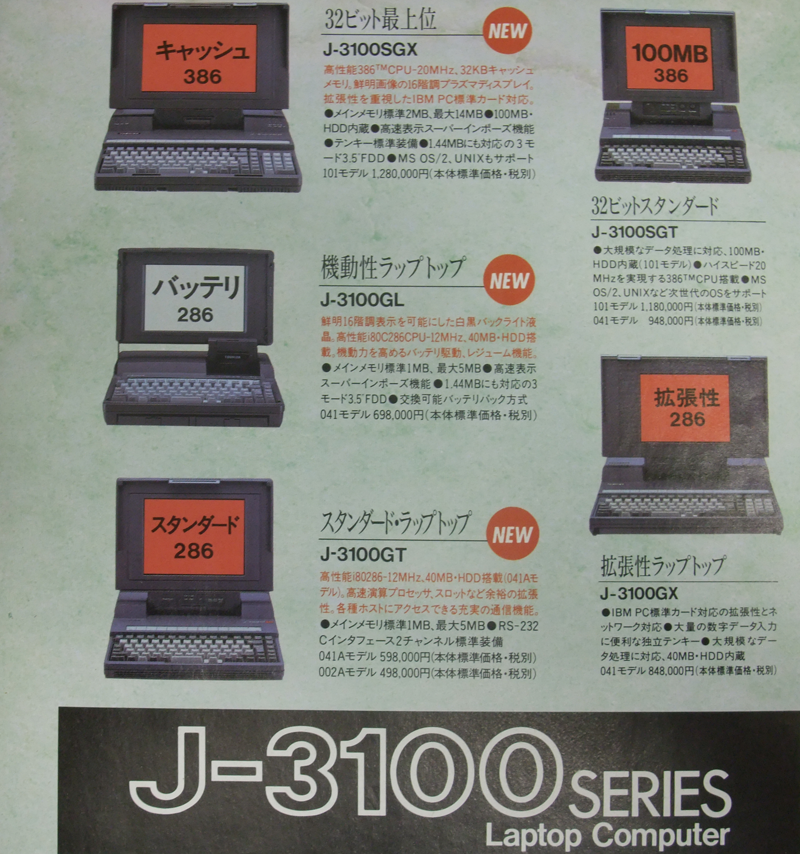 キャッシュ
386
32ビット最上位
NEW
J-3100SGX
高性能386™CPU-20MHz、32KBキャッシュ
メモリ。鮮明画像の16階調プラズマディスプレイ。
拡張性を重視したIBM PC標準カード対応。
●メインメモリ標準2MB、最大14MB●100MB・
HDD内蔵●高速表示スーパーインポーズ機能
●テンキー標準装備●1.44MBにも対応の3モ
ード3.5″FDD●MS OS/2、UNIXもサポート
101モデル 1,280,000円(本体標準価格・税別)
100MB
386
32ビットスタンダード
J-3100SGT
●大規模なデータ処理に対応、100MB・
HDD内蔵(101モデル)●ハイスピード20
MHzを実現する386™CPU搭載●MS
OS/2、UNIXなど次世代のOSをサポート
101モデル 1,180,000円(本体標準価格・税別)
041モデル 948,000円(本体標準価格・税別)
バッテリ
286
機動性ラップトップ
NEW
J-3100GL
鮮明16階調表示を可能にした白黒バックライト液
晶。高性能i80C286CPU-12MHz、40MB・HDD搭
載。機動力を高めるバッテリ駆動、レジューム機能。
●メインメモリ標準1MB、最大5MB●高速表示
スーパーインポーズ機能●1.44MBにも対応の3
モード3.5″FDD●交換可能バッテリパック方式
041モデル 698,000円(本体標準価格・税別)
拡張性
286
拡張性ラップトップ
J-3100GX
●IBM PC標準カード対応の拡張性とネ
ットワーク対応●大量の数字データ入力
に便利な独立テンキー●大規模なデー
タ処理に対応、40MB・HDD内蔵
041モデル 848,000円(本体標準価格・税別)
スタンダード
286
スタンダード・ラップトップ
NEW
J-3100GT
高性能i80286-12MHz、40MB・HDD搭載(041Aモ
デル)。高速演算プロセッサ、スロットなど余裕の拡張
性。各種ホストにアクセスできる充実の通信機能。
●メインメモリ標準1MB、最大5MB●RS-232
Cインタフェース2チャンネル標準装備
041Aモデル 598,000円(本体標準価格・税別)
002Aモデル 498,000円(本体標準価格・税別)
J-3100 SERIES
Laptop Computer